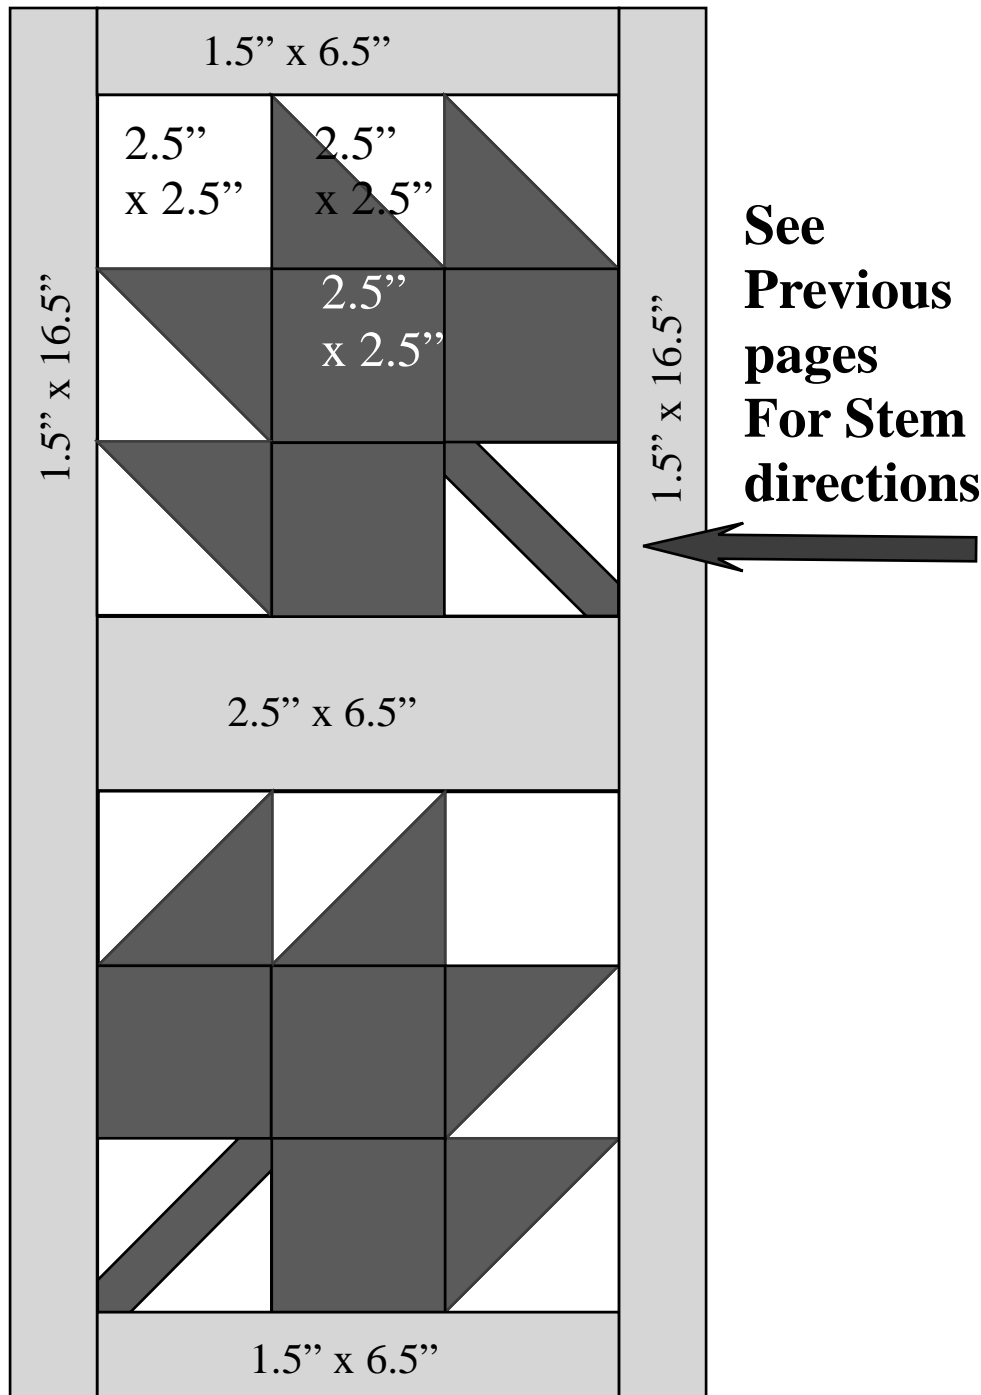 1.5” x 6.5”
2.5”
x 2.5”
2.5”
x 2.5”
2.5”
x 2.5”
1.5” x 16.5”
1.5” x 16.5”
See
Previous
pages
For Stem
directions
2.5” x 6.5”
1.5” x 6.5”